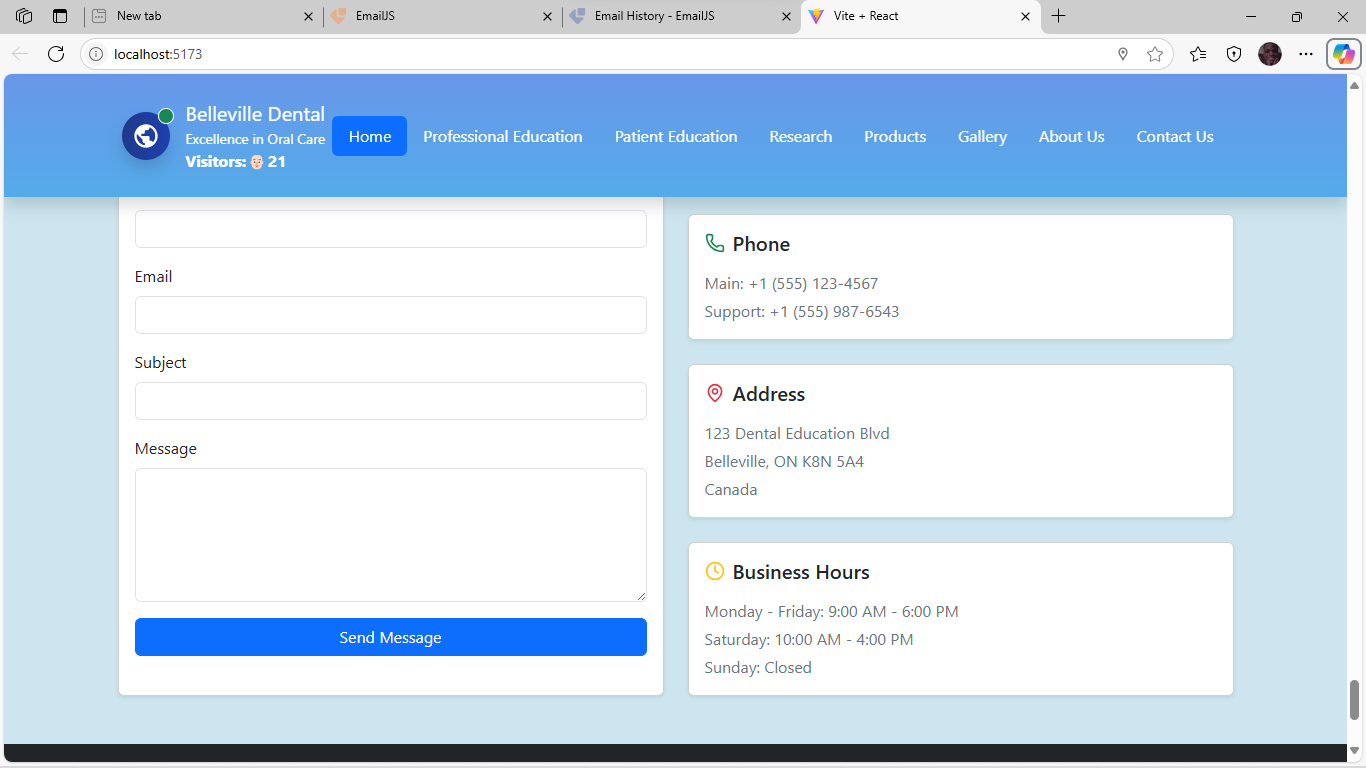 New tab
EmailJS
Email History - EmailJS
Vite + React
localhost:5173
Belleville Dental
Excellence in Oral Care
Visitors: 👨🏻‍🦲 21
Home
Professional Education
Patient Education
Research
Products
Gallery
About Us
Contact Us
Email
Subject
Message
Send Message
Phone
Main: +1 (555) 123-4567
Support: +1 (555) 987-6543
Address
123 Dental Education Blvd
Belleville, ON K8N 5A4
Canada
Business Hours
Monday - Friday: 9:00 AM - 6:00 PM
Saturday: 10:00 AM - 4:00 PM
Sunday: Closed